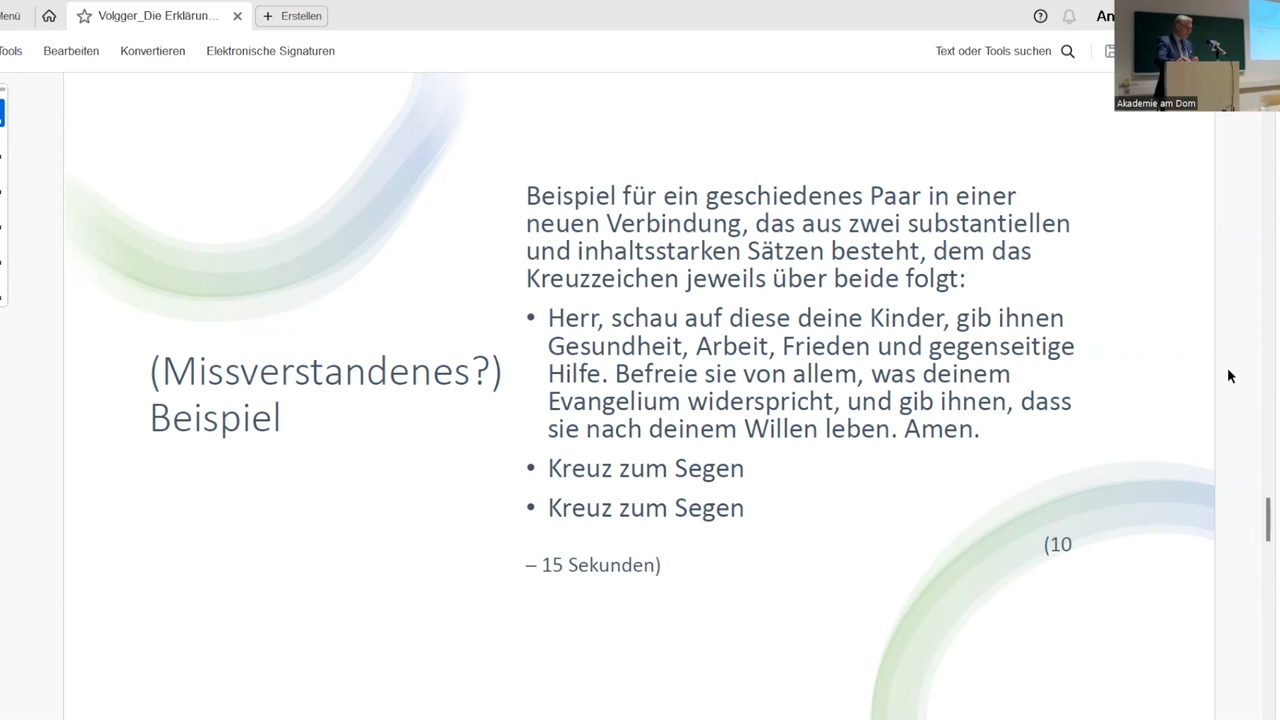 Menü
Volgger_Die Erklärun...
Erstellen
An
Tools
Bearbeiten
Konvertieren
Elektronische Signaturen
Text oder Tools suchen
Akademie am Dom
(Missverstandenes?)
Beispiel
Beispiel für ein geschiedenes Paar in einer
neuen Verbindung, das aus zwei substantiellen
und inhaltsstarken Sätzen besteht, dem das
Kreuzzeichen jeweils über beide folgt:
• Herr, schau auf diese deine Kinder, gib ihnen
Gesundheit, Arbeit, Frieden und gegenseitige
Hilfe. Befreie sie von allem, was deinem
Evangelium widerspricht, und gib ihnen, dass
sie nach deinem Willen leben. Amen.
• Kreuz zum Segen
• Kreuz zum Segen
(10
– 15 Sekunden)